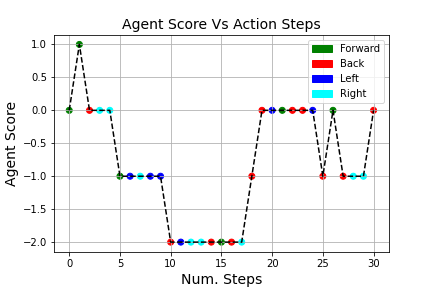 Agent Score Vs Action Steps
1.0
0.5
0.0
−0.5
−1.0
−1.5
−2.0
Agent Score
Forward
Back
Left
Right
0 5 10 15 20 25 30
Num. Steps